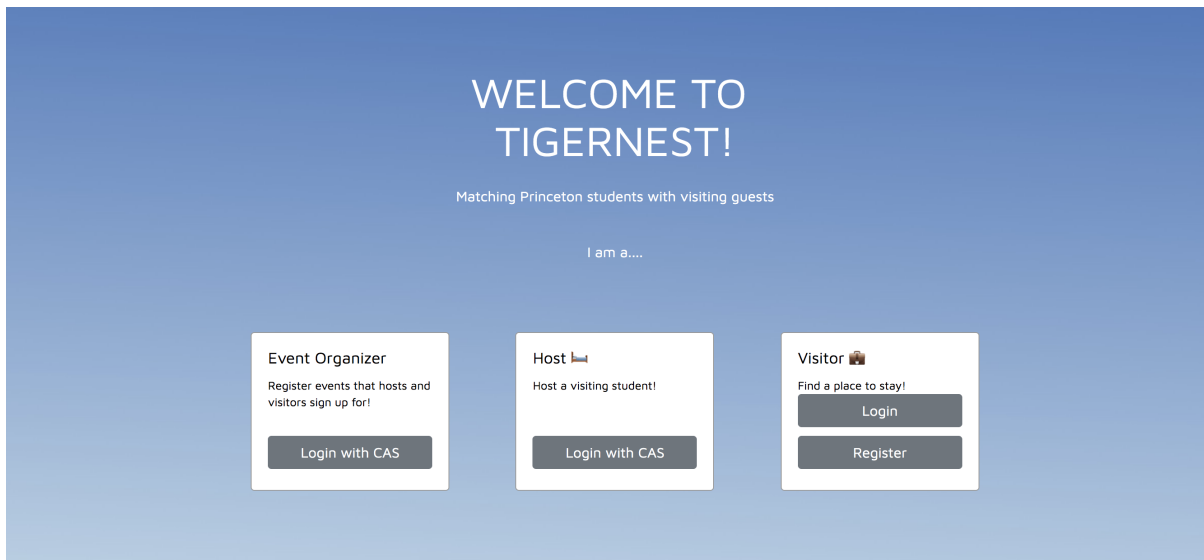 WELCOME TO
TIGERNEST!
Matching Princeton students with visiting guests
I am a....
Event Organizer
Register events that hosts and
visitors sign up for!
Login with CAS
Host 🛏️
Host a visiting student!
Login with CAS
Visitor 💼
Find a place to stay!
Login
Register